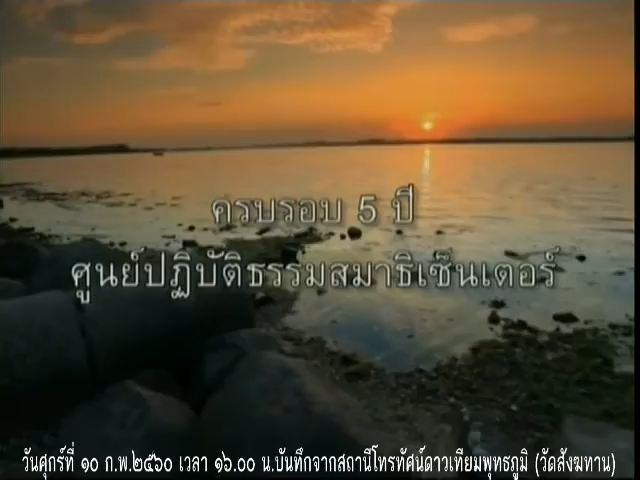 ครบรอบ 5 ปี
ศูนย์ปฏิบัติธรรมสมาธิเซ็นเตอร์
วันศุกร์ที่ ๑๐ ก.พ.๒๕๖๐ เวลา ๑๖.๐๐ น.บันทึกจากสถานีโทรทัศน์ดาวเทียมพุทธภูมิ (วัดสังฆทาน)